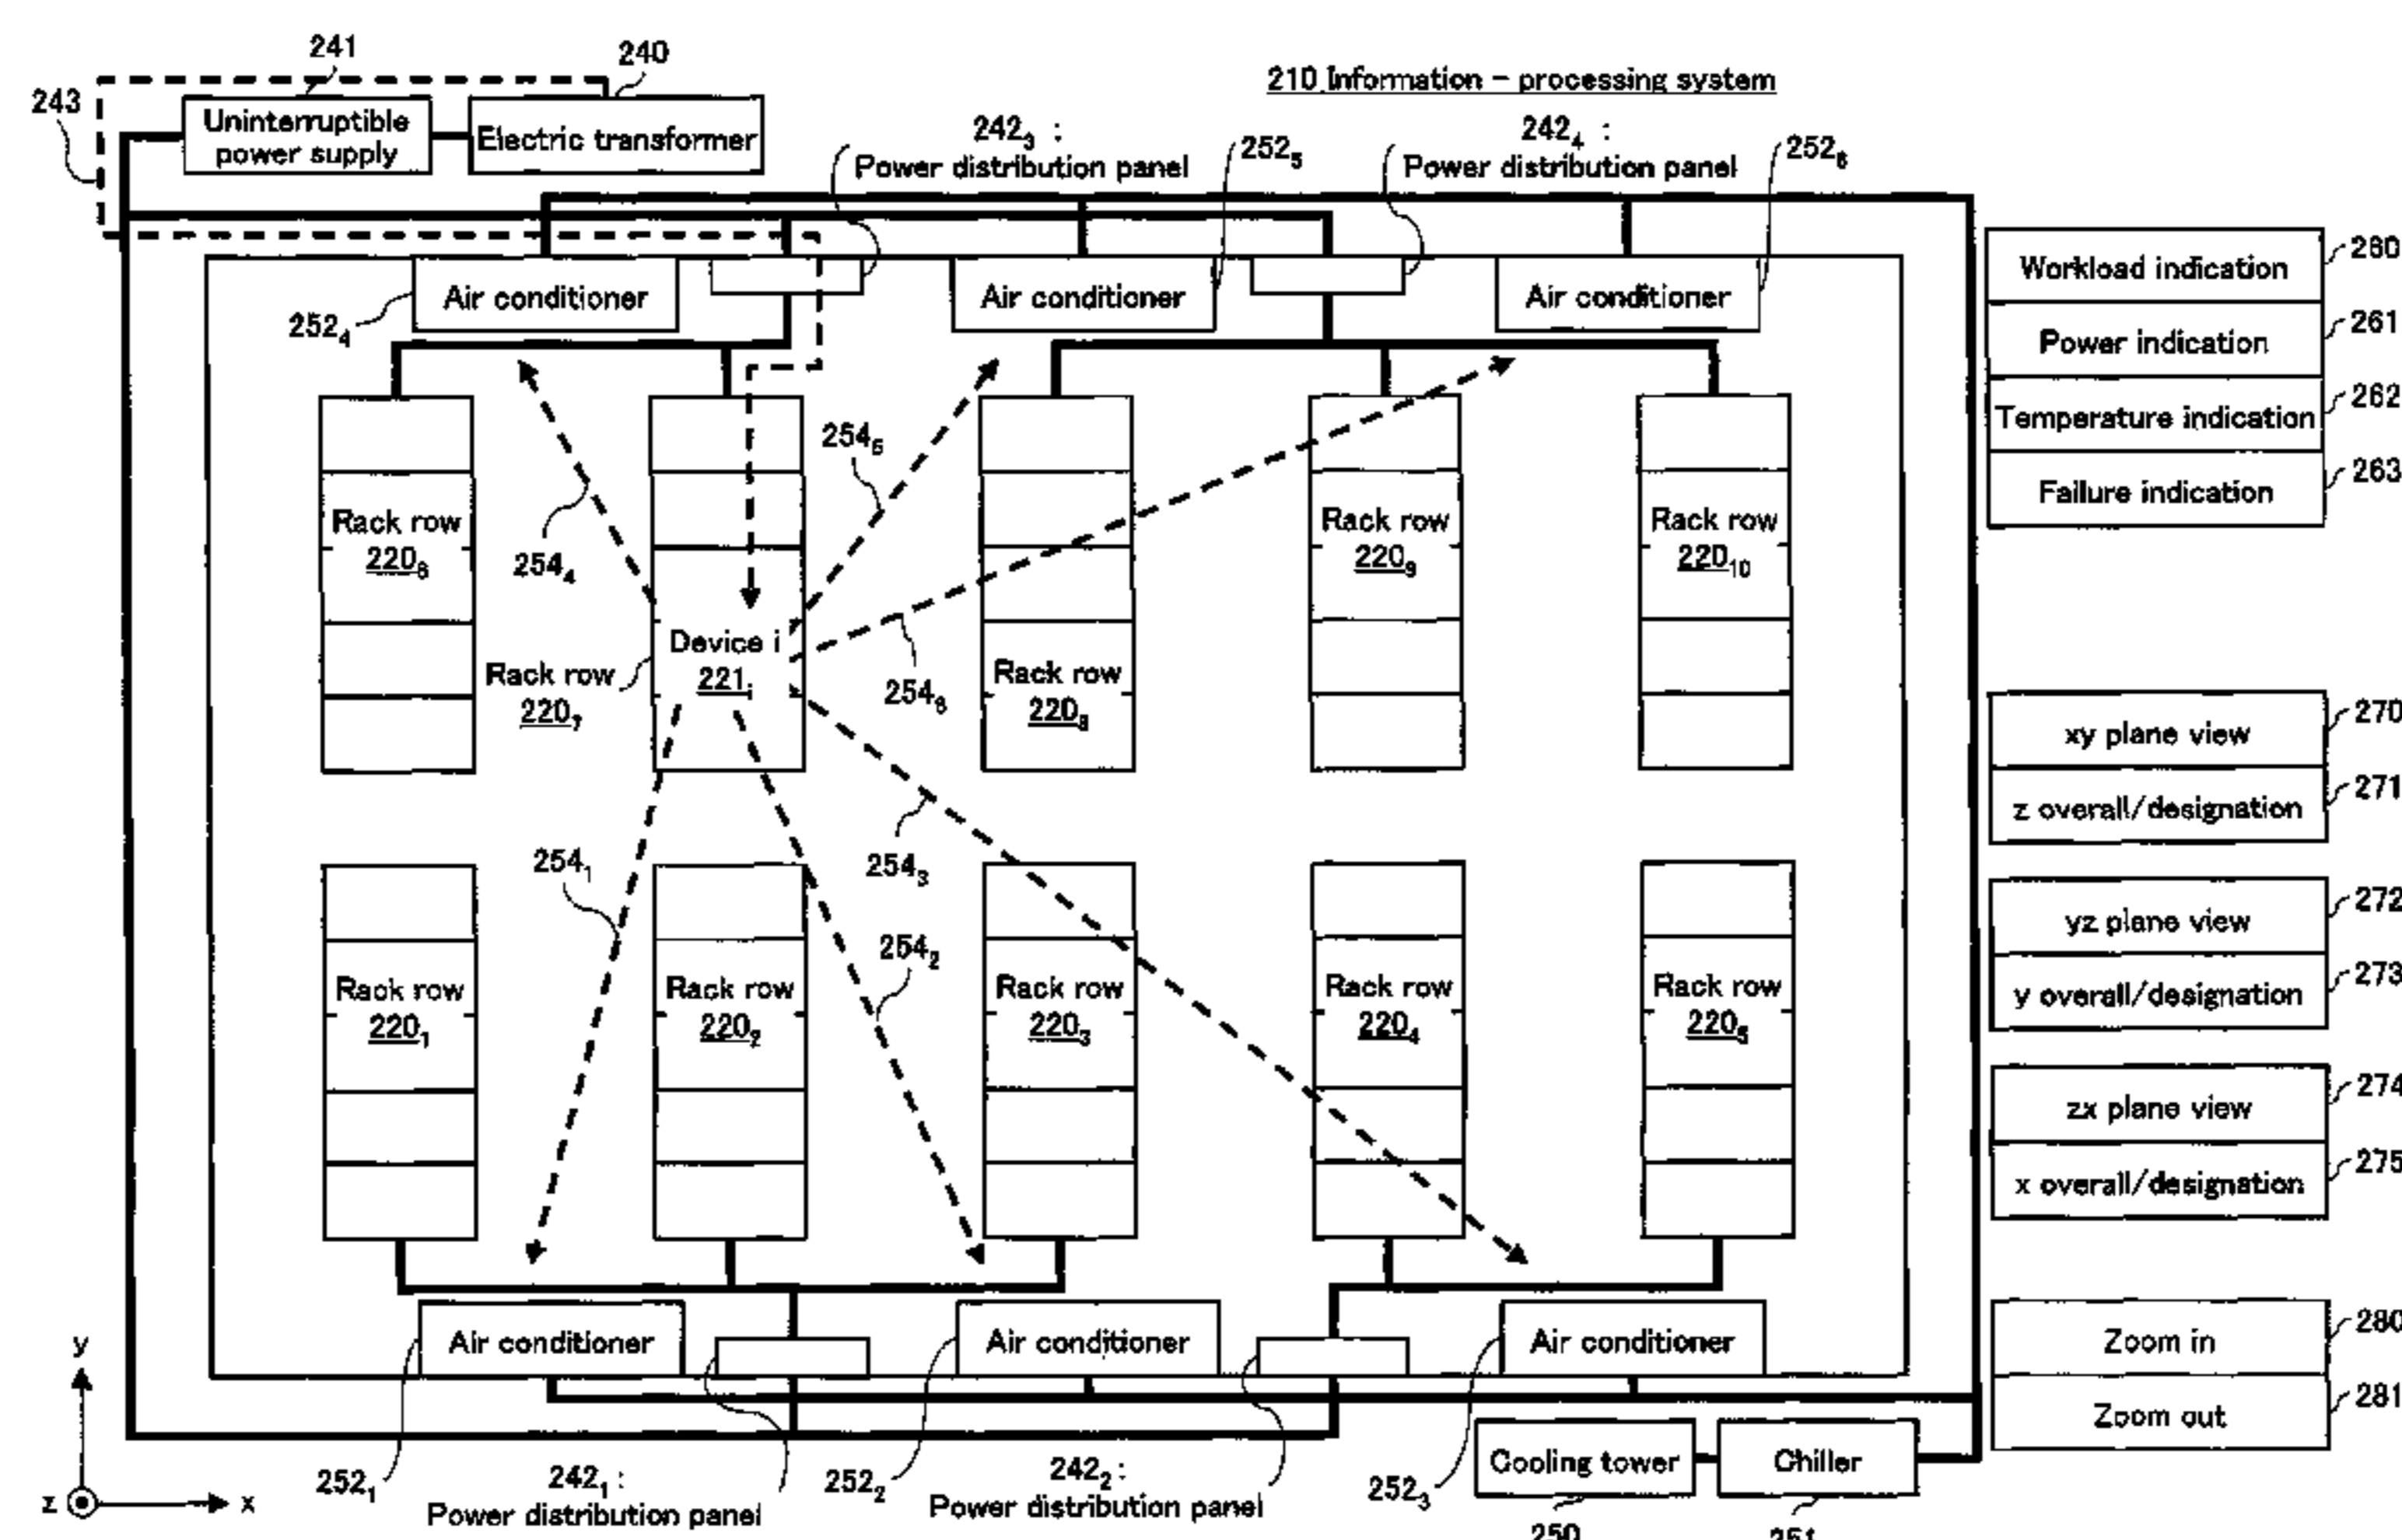 210 Information - processing system
241
240
243
Uninterruptible
power supply
Electric transformer
242₃ :
Power distribution panel
252₅
242₄ :
Power distribution panel
252₆
Air conditioner
252₄
Air conditioner
Air conditioner
Workload indication
260
Power indication
261
Temperature indication
262
Failure indication
263
254₄
254₅
254₆
Rack row
220₆
Device i
221ᵢ
Rack row
220₇
Rack row
220₈
Rack row
220₉
Rack row
220₁₀
xy plane view
270
z overall/designation
271
yz plane view
272
y overall/designation
273
zx plane view
274
x overall/designation
275
254₁
254₂
254₃
Rack row
220₁
Rack row
220₂
Rack row
220₃
Rack row
220₄
Rack row
220₅
Air conditioner
Air conditioner
Air conditioner
Zoom in
280
Zoom out
281
y
z
x
252₁
242₁ :
Power distribution panel
252₂
242₂ :
Power distribution panel
252₃
Cooling tower
Chiller
250
251